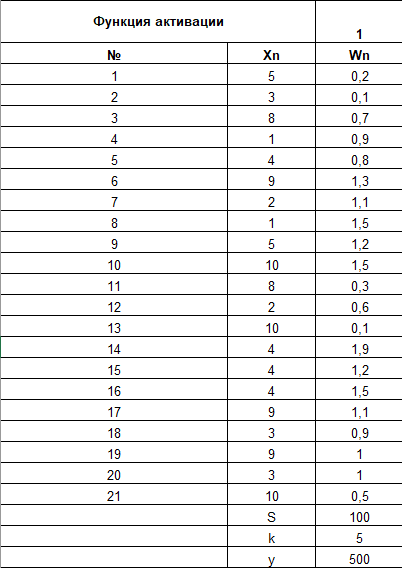 Функция активации 1
№ Xn Wn
1 5 0,2
2 3 0,1
3 8 0,7
4 1 0,9
5 4 0,8
6 9 1,3
7 2 1,1
8 1 1,5
9 5 1,2
10 10 1,5
11 8 0,3
12 2 0,6
13 10 0,1
14 4 1,9
15 4 1,2
16 4 1,5
17 9 1,1
18 3 0,9
19 9 1
20 3 1
21 10 0,5
S 100
k 5
y 500